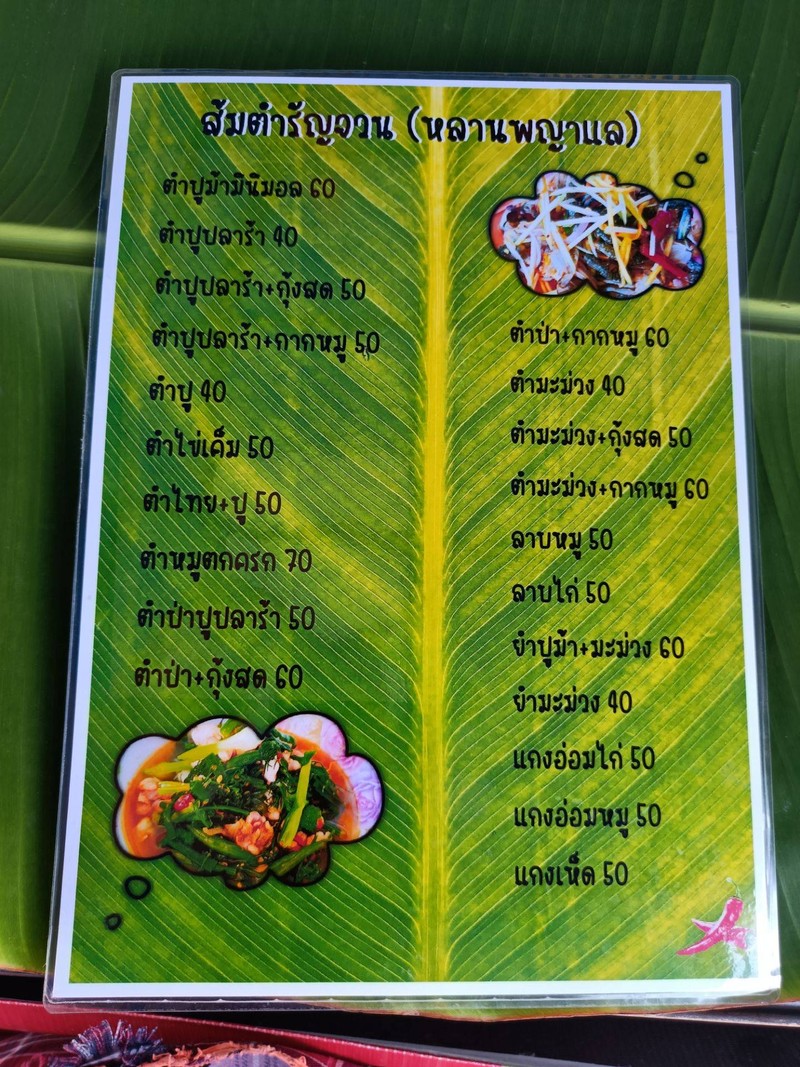 ส้มตำรัญจวน (หลานพญาแล)
ตำปูม้ามินิมอล 60
ตำปูปลาร้า 40
ตำปูปลาร้า+กุ้งสด 50
ตำปูปลาร้า+กากหมู 50
ตำปู 40
ตำไข่เค็ม 50
ตำไทย+ปู 50
ตำหมูตกครก 70
ตำป่าปูปลาร้า 50
ตำป่า+กุ้งสด 60
ตำป่า+กากหมู 60
ตำมะม่วง 40
ตำมะม่วง+กุ้งสด 50
ตำมะม่วง+กากหมู 60
ลาบหมู 50
ลาบไก่ 50
ยำปูม้า+มะม่วง 60
ยำมะม่วง 40
แกงอ่อมไก่ 50
แกงอ่อมหมู 50
แกงเห็ด 50